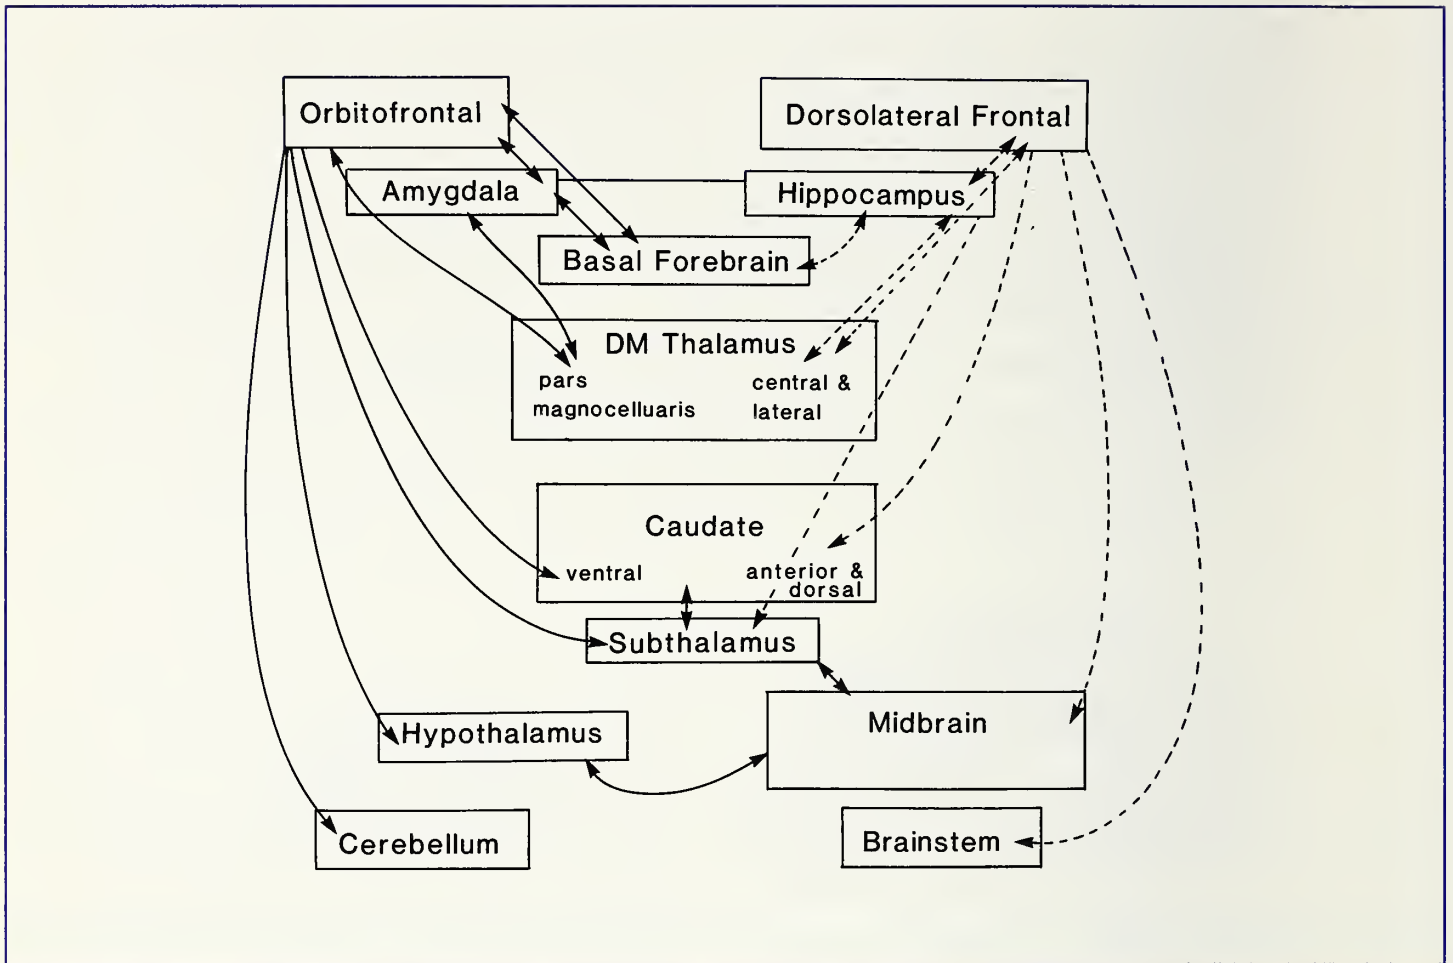 Orbitofrontal
Dorsolateral Frontal
Amygdala
Hippocampus
Basal Forebrain
DM Thalamus
pars
magnocelluaris
central &
lateral
Caudate
ventral
anterior &
dorsal
Subthalamus
Hypothalamus
Midbrain
Cerebellum
Brainstem